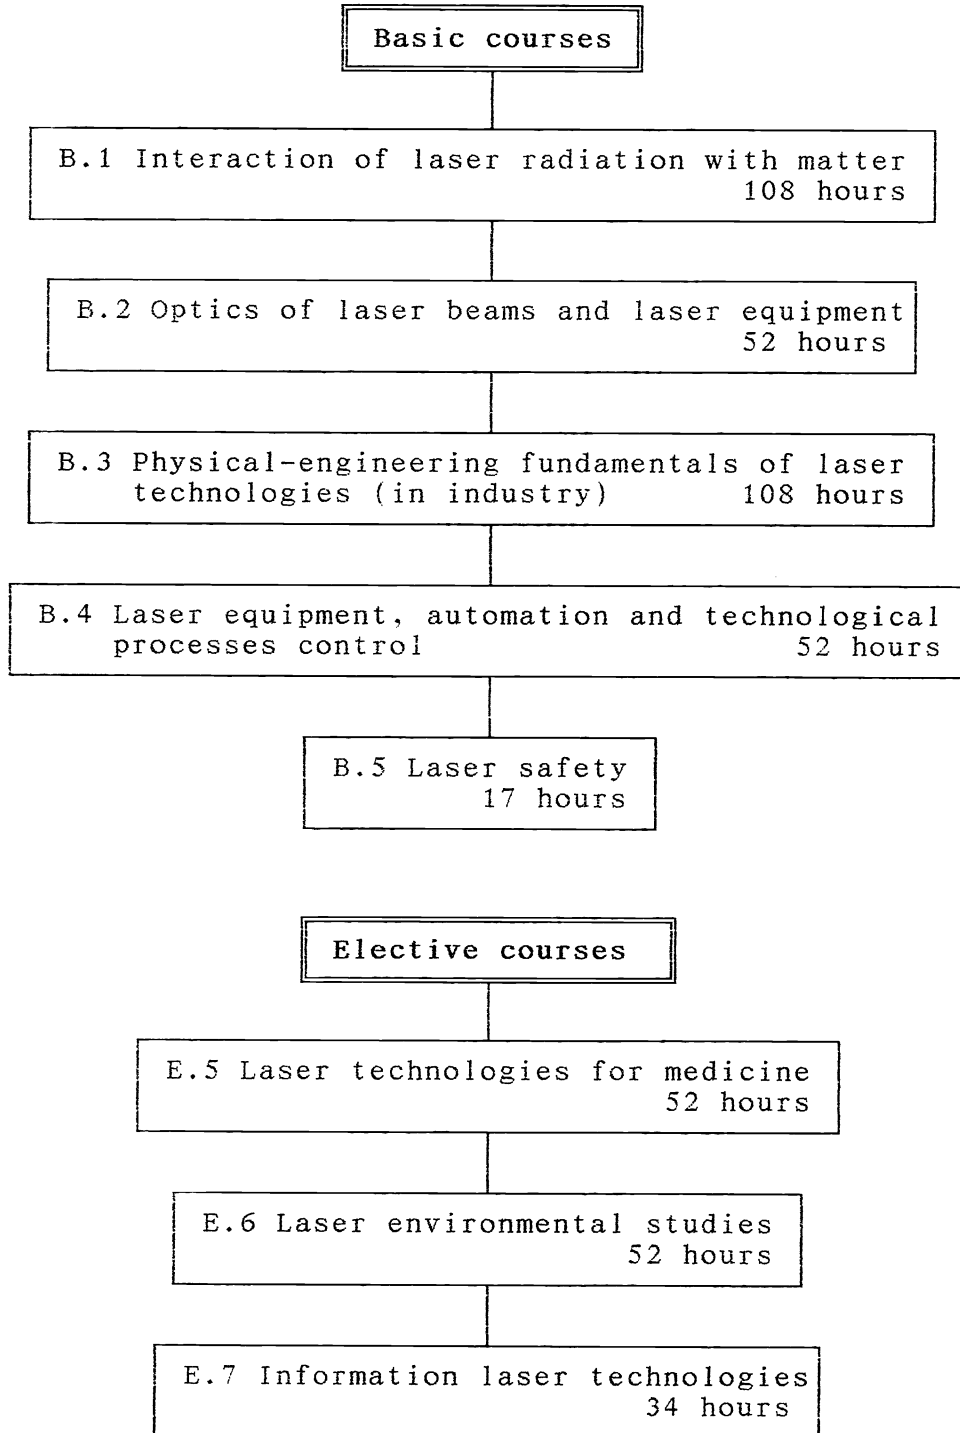 Basic courses
B.1 Interaction of laser radiation with matter
108 hours
B.2 Optics of laser beams and laser equipment
52 hours
B.3 Physical-engineering fundamentals of laser
technologies (in industry) 108 hours
B.4 Laser equipment, automation and technological
processes control 52 hours
B.5 Laser safety
17 hours
Elective courses
E.5 Laser technologies for medicine
52 hours
E.6 Laser environmental studies
52 hours
E.7 Information laser technologies
34 hours